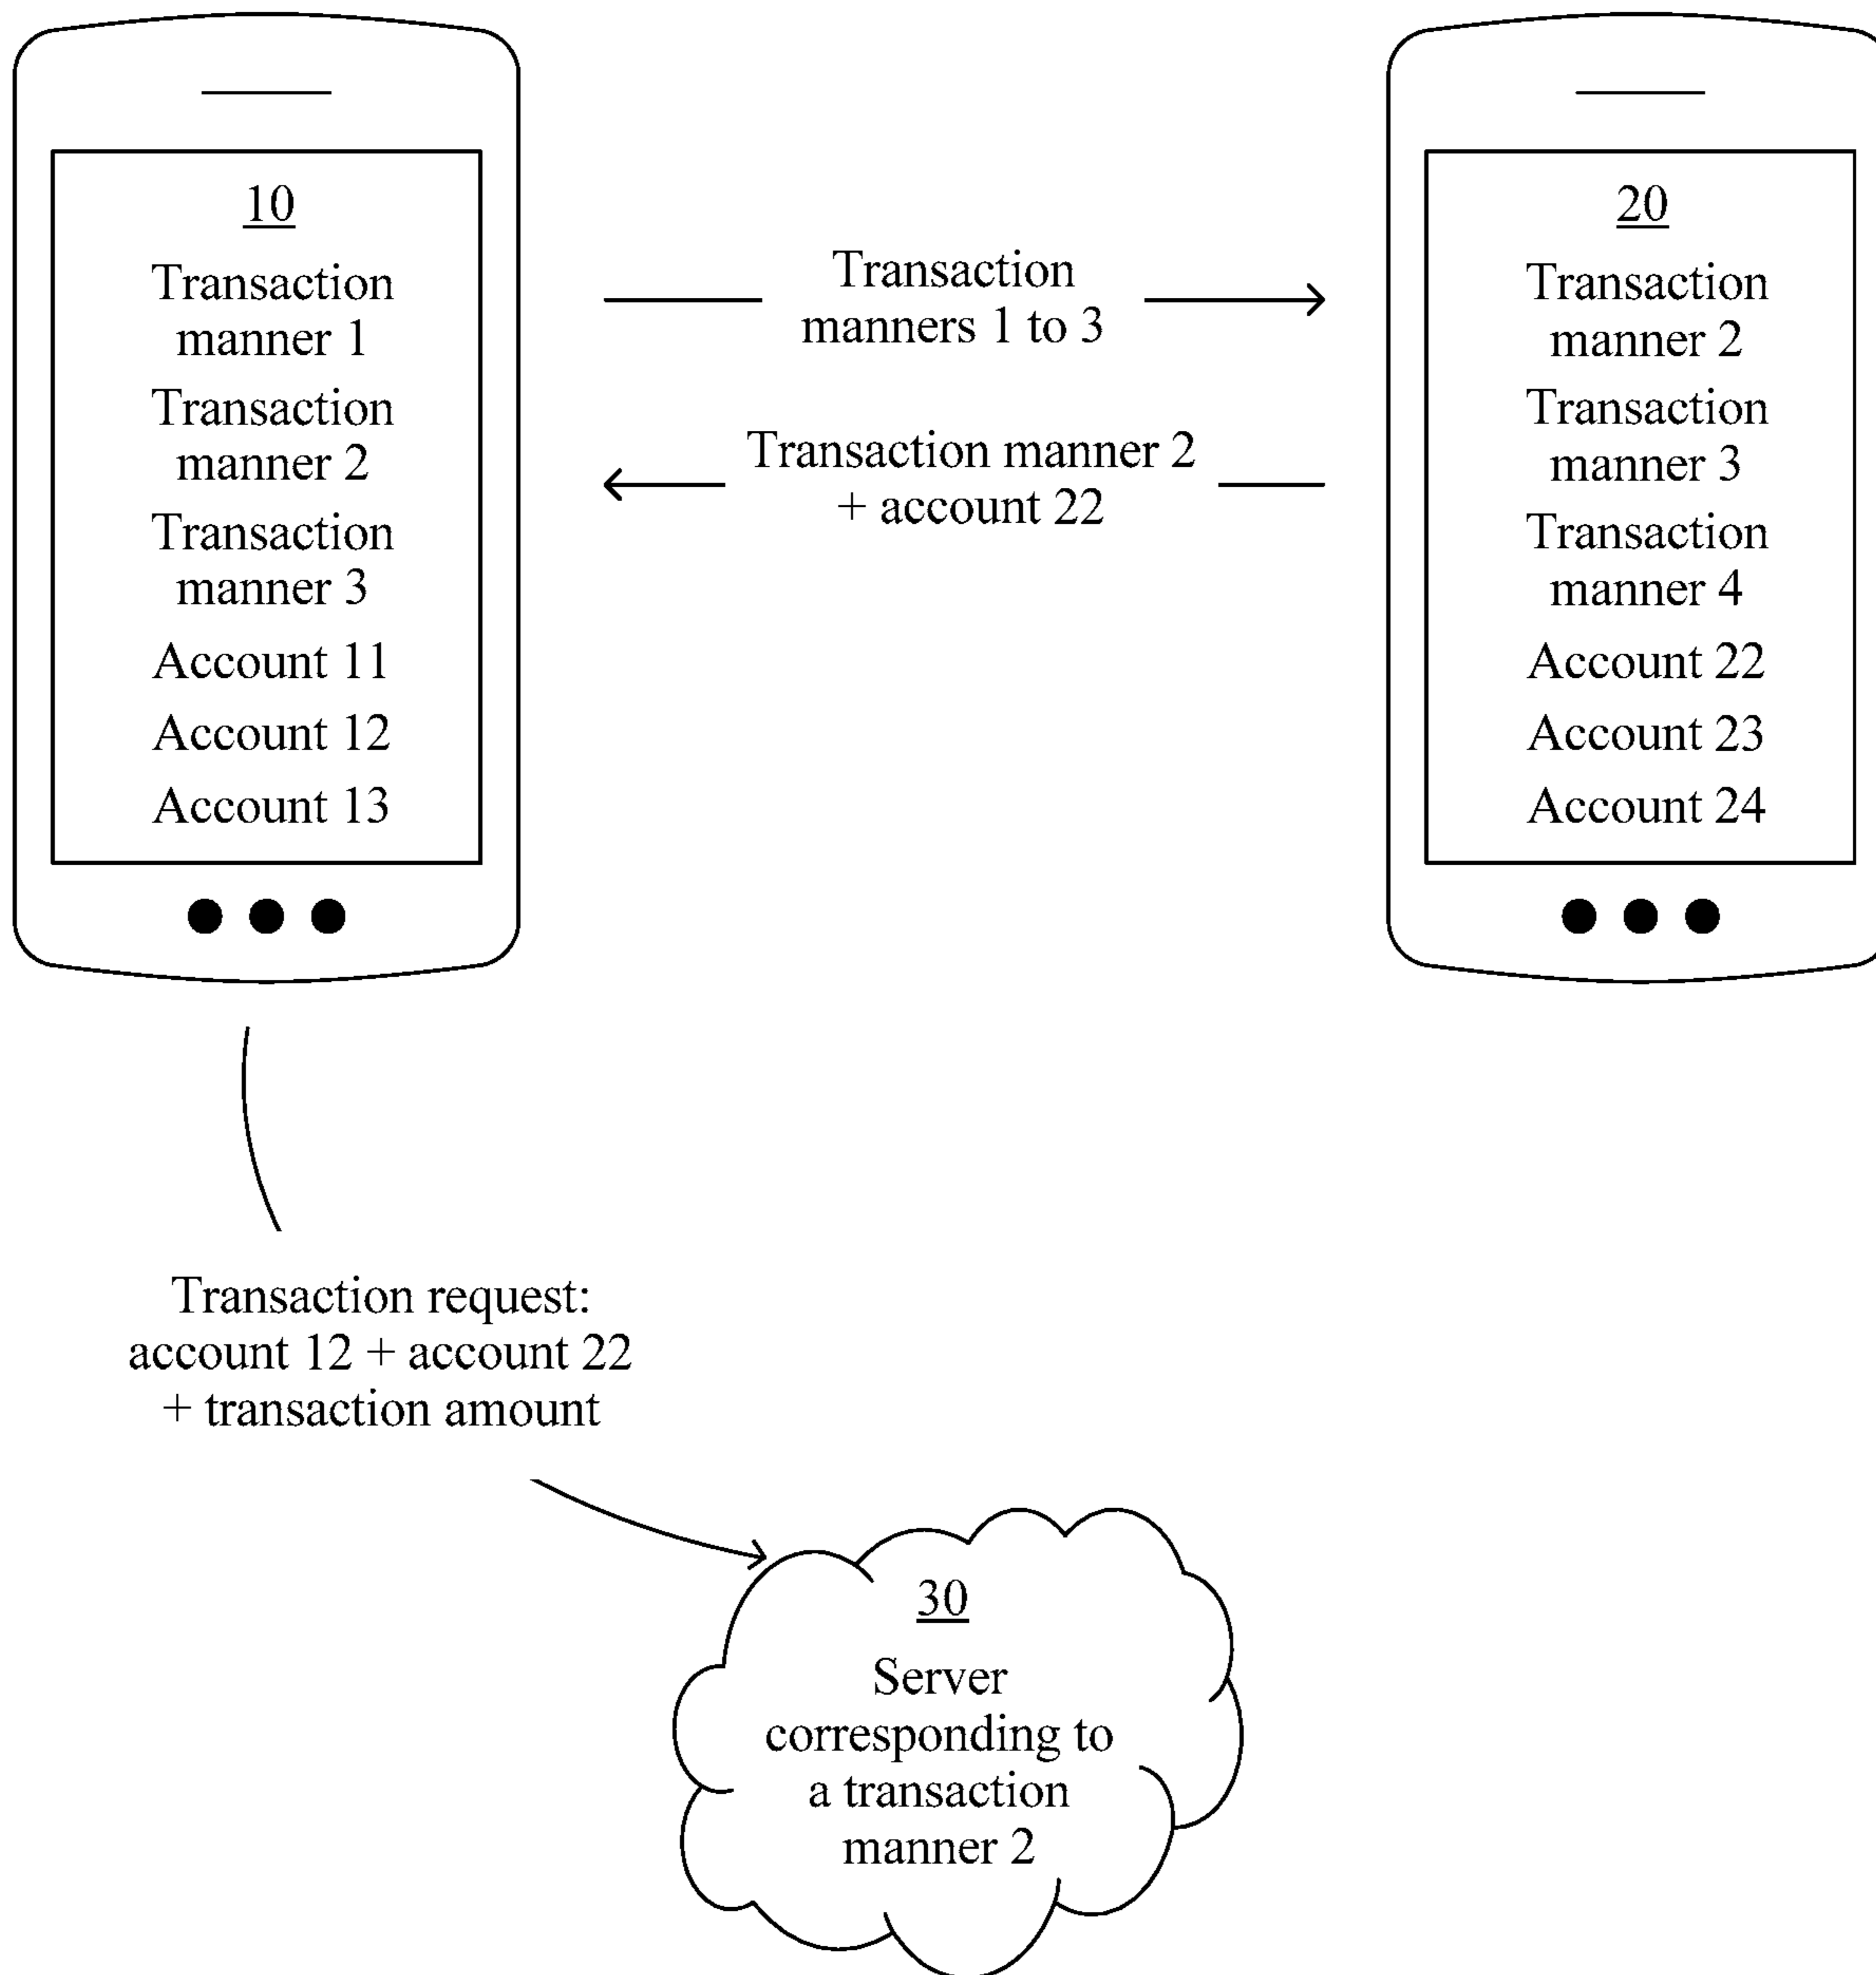 10
Transaction
manner 1
Transaction
manner 2
Transaction
manner 3
Account 11
Account 12
Account 13
Transaction
manners 1 to 3
Transaction manner 2
+ account 22
20
Transaction
manner 2
Transaction
manner 3
Transaction
manner 4
Account 22
Account 23
Account 24
Transaction request:
account 12 + account 22
+ transaction amount
30
Server
corresponding to
a transaction
manner 2